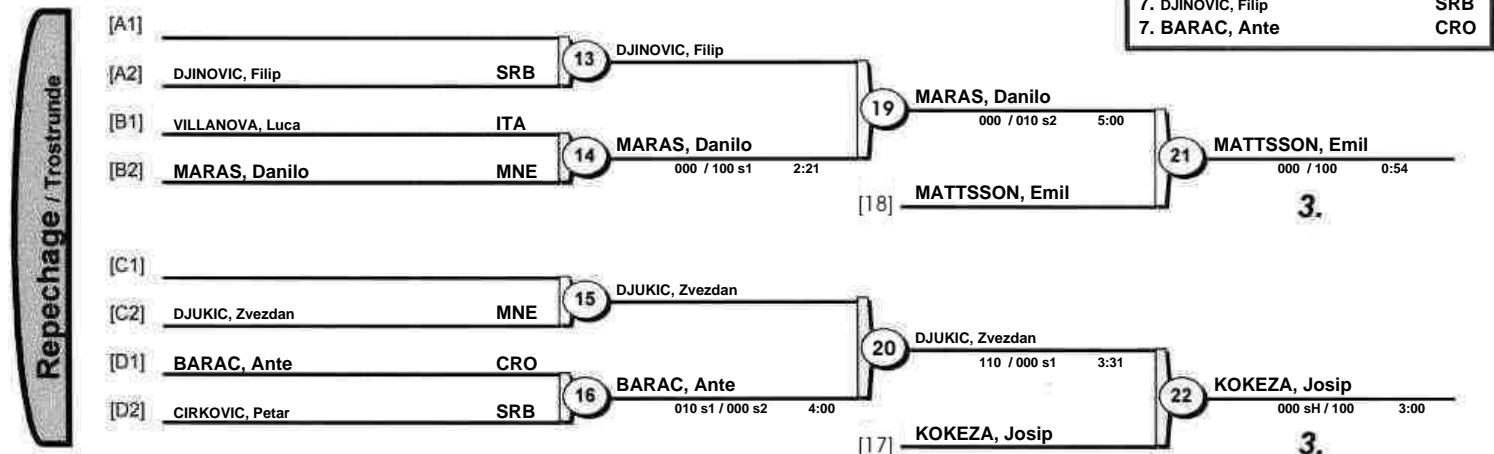 7. DJINOVIC, Filip SRB
7. BARAC, Ante CRO
Repechage / Trostrunde
[A1]
[A2] DJINOVIC, Filip SRB
13 DJINOVIC, Filip
[B1] VILLANOVA, Luca ITA
[B2] MARAS, Danilo MNE
14 MARAS, Danilo
000 / 100 s1 2:21
19 MARAS, Danilo
000 / 010 s2 5:00
[18] MATTSSON, Emil
21 MATTSSON, Emil
000 / 100 0:54
3.
[C1]
[C2] DJUKIC, Zvezdan MNE
15 DJUKIC, Zvezdan
[D1] BARAC, Ante CRO
[D2] CIRKOVIC, Petar SRB
16 BARAC, Ante
010 s1 / 000 s2 4:00
20 DJUKIC, Zvezdan
110 / 000 s1 3:31
[17] KOKEZA, Josip
22 KOKEZA, Josip
000 sH / 100 3:00
3.